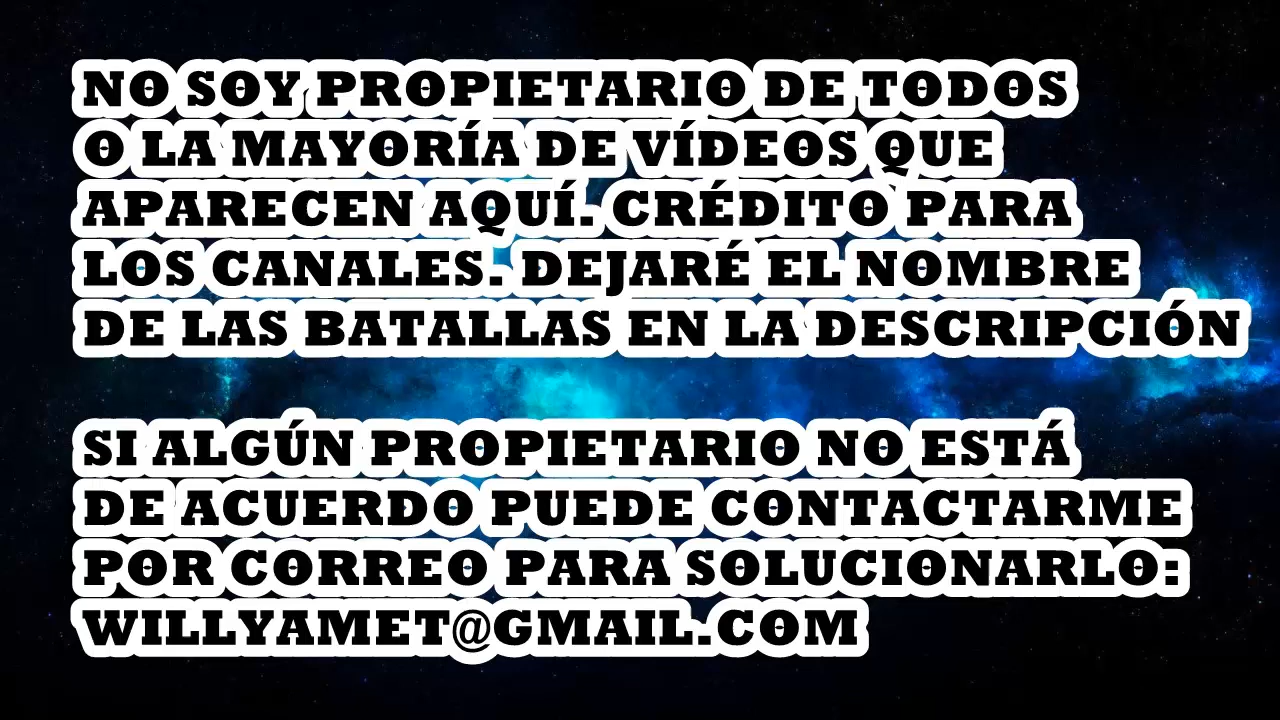 NO SOY PROPIETARIO DE TODOS
O LA MAYORÍA DE VÍDEOS QUE
APARECEN AQUÍ. CRÉDITO PARA
LOS CANALES. DEJARÉ EL NOMBRE
DE LAS BATALLAS EN LA DESCRIPCIÓN
SI ALGÚN PROPIETARIO NO ESTÁ
DE ACUERDO PUEDE CONTACTARME
POR CORREO PARA SOLUCIONARLO:
WILLYAMET@GMAIL.COM